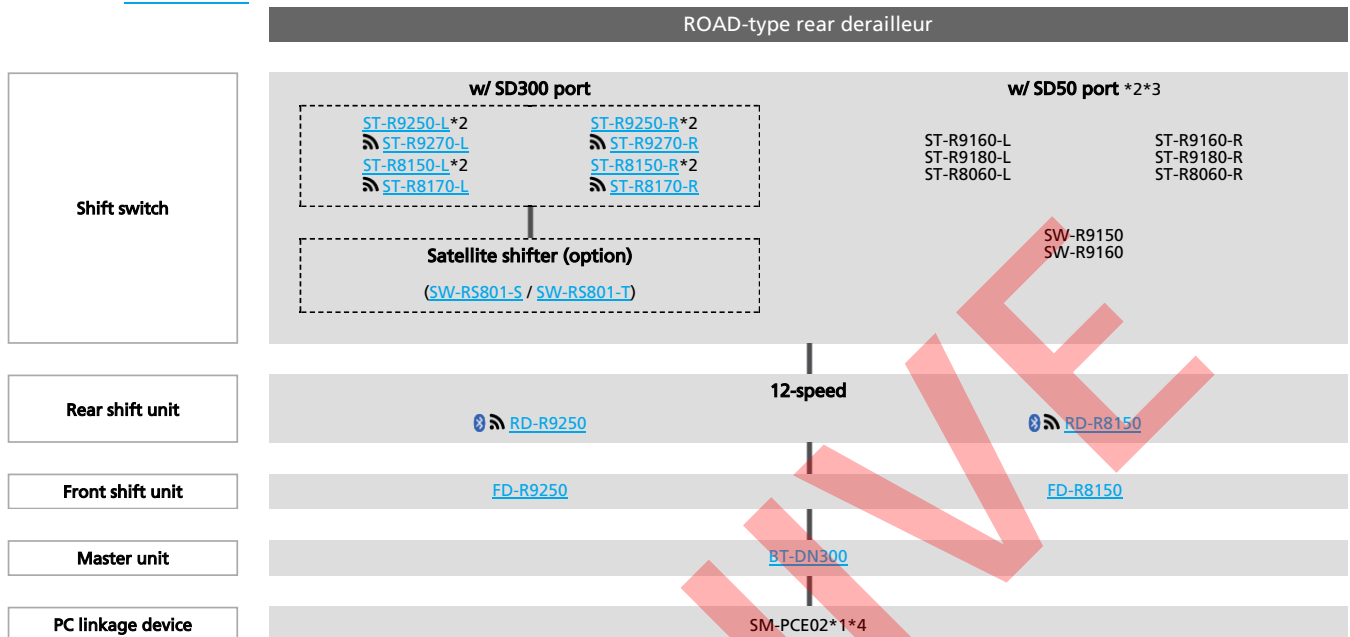 ROAD-type rear derailleur
Shift switch
w/ SD300 port
ST-R9250-L*2 ST-R9250-R*2
ST-R9270-L ST-R9270-R
ST-R8150-L*2 ST-R8150-R*2
ST-R8170-L ST-R8170-R
Satellite shifter (option)
(SW-RS801-S / SW-RS801-T)
w/ SD50 port *2*3
ST-R9160-L ST-R9160-R
ST-R9180-L ST-R9180-R
ST-R8060-L ST-R8060-R
SW-R9150
SW-R9160
Rear shift unit
12-speed
RD-R9250 RD-R8150
Front shift unit
FD-R9250 FD-R8150
Master unit
BT-DN300
PC linkage device
SM-PCE02*1*4